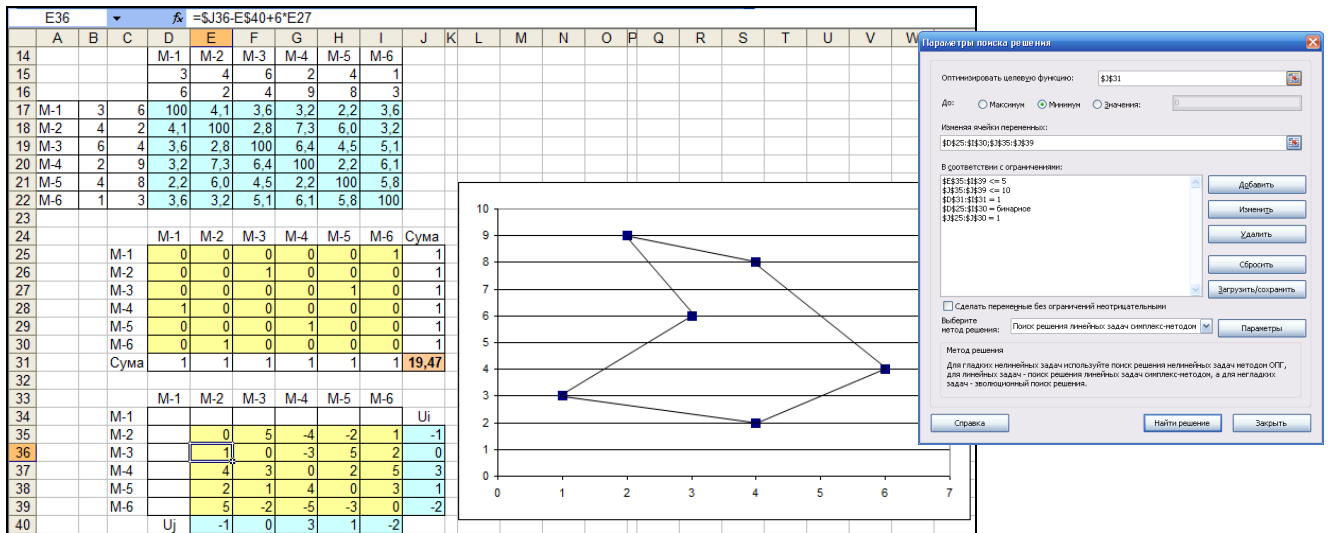 E36 fx =$J36-E$40+6*E27
A B C D E F G H I J K L M N O P Q R S T U V W
14 M-1 M-2 M-3 M-4 M-5 M-6
15 3 4 6 2 4 1
16 6 2 4 9 8 3
17 M-1 3 6 100 4,1 3,6 3,2 2,2 3,6
18 M-2 4 2 4,1 100 2,8 7,3 6,0 3,2
19 M-3 6 4 3,6 2,8 100 6,4 4,5 5,1
20 M-4 2 9 3,2 7,3 6,4 100 2,2 6,1
21 M-5 4 8 2,2 6,0 4,5 2,2 100 5,8
22 M-6 1 3 3,6 3,2 5,1 6,1 5,8 100
23
24 M-1 M-2 M-3 M-4 M-5 M-6 Сума
25 M-1 0 0 0 0 0 1 1
26 M-2 0 0 1 0 0 0 1
27 M-3 0 0 0 0 1 0 1
28 M-4 1 0 0 0 0 0 1
29 M-5 0 0 0 1 0 0 1
30 M-6 0 1 0 0 0 0 1
31 Сума 1 1 1 1 1 1 19,47
32
33 M-1 M-2 M-3 M-4 M-5 M-6
34 M-1 Ui
35 M-2 0 5 -4 -2 1 -1
36 M-3 1 0 -3 5 2 0
37 M-4 4 3 0 2 5 3
38 M-5 2 1 4 0 3 1
39 M-6 5 -2 -5 -3 0 -2
40 Uj -1 0 3 1 -2
10
9
8
7
6
5
4
3
2
1
0
0 1 2 3 4 5 6 7
Параметры поиска решения
Оптимизировать целевую функцию: $J$31
До: Максимум Минимум Значения: 0
Изменяя ячейки переменных:
$D$25:$I$30;$J$35:$J$39
В соответствии с ограничениями:
$E$35:$I$39 <= 5
$J$35:$J$39 <= 10
$D$31:$I$31 = 1
$D$25:$I$30 = бинарное
$J$25:$J$30 = 1
Добавить
Изменить
Удалить
Сбросить
Загрузить/сохранить
Сделать переменные без ограничений неотрицательными
Выберите
метод решения: Поиск решения линейных задач симплекс-методом Параметры
Метод решения
Для гладких нелинейных задач используйте поиск решения нелинейных задач методом ОПГ,
для линейных задач - поиск решения линейных задач симплекс-методом, а для негладких
задач - эволюционный поиск решения.
Справка Найти решение Закрыть